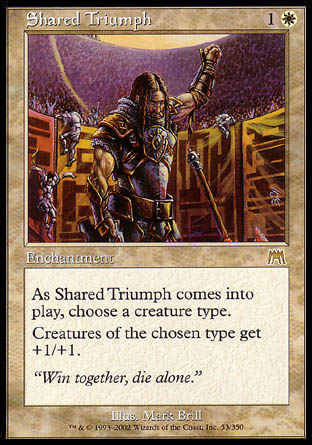 Shared Triumph 1
Enchantment
As Shared Triumph comes into
play, choose a creature type.
Creatures of the chosen type get
+1/+1.
“Win together, die alone.”
Illus. Mark Brill
™ & © 1993–2002 Wizards of the Coast, Inc. 53/350